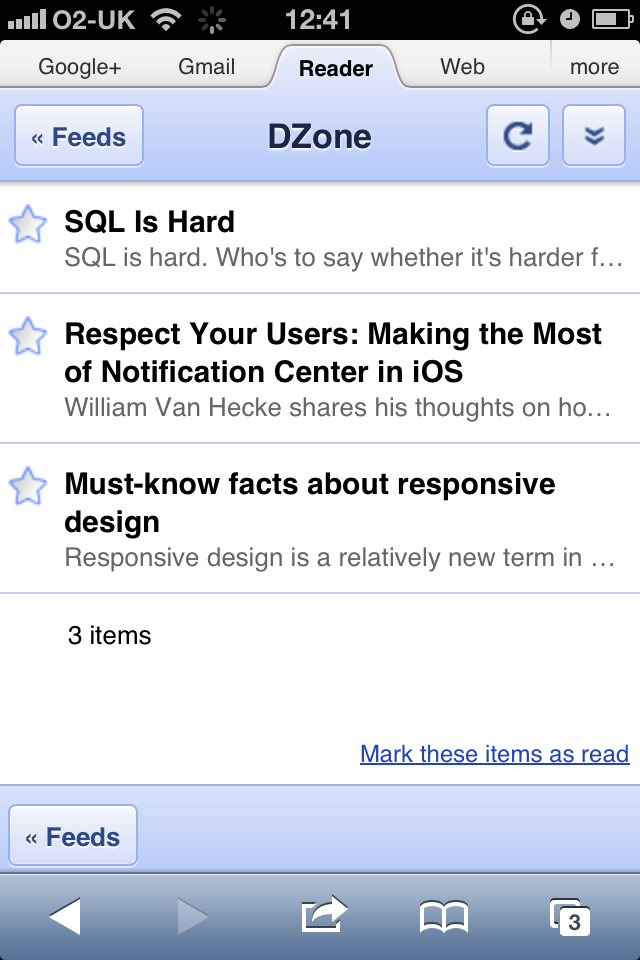 O2-UK 12:41
Google+ Gmail Reader Web more
« Feeds DZone
SQL Is Hard
SQL is hard. Who's to say whether it's harder f…
Respect Your Users: Making the Most
of Notification Center in iOS
William Van Hecke shares his thoughts on ho…
Must-know facts about responsive
design
Responsive design is a relatively new term in …
3 items
Mark these items as read
« Feeds
3